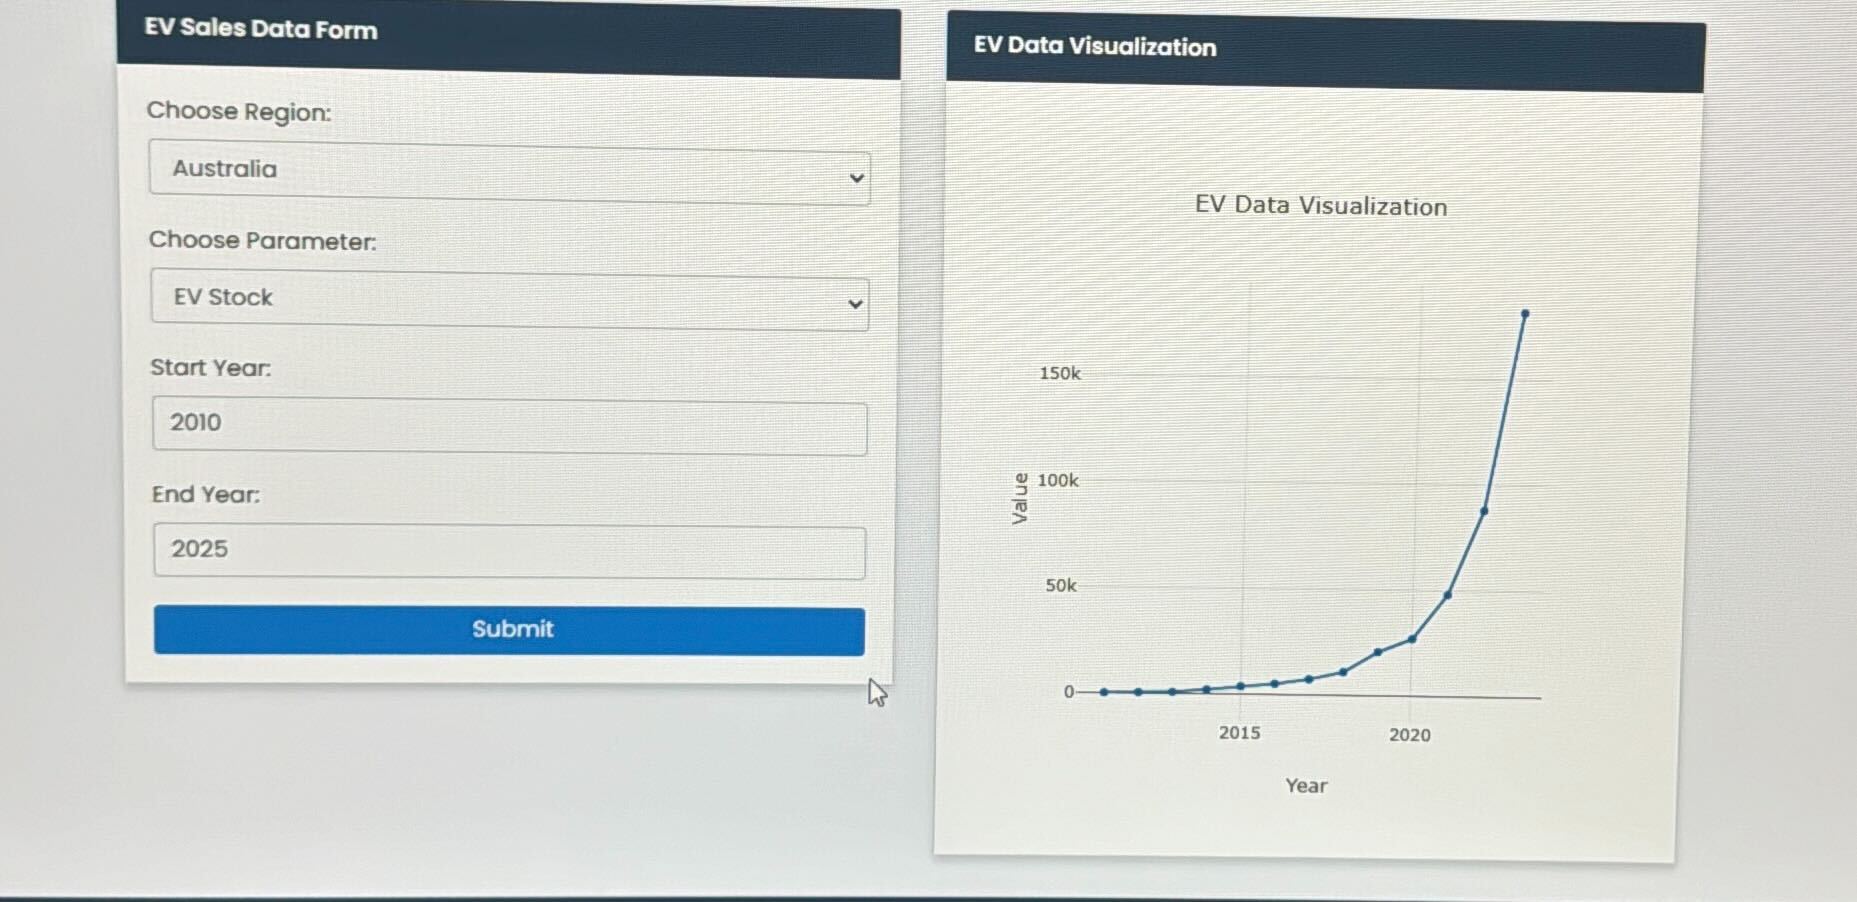 EV Sales Data Form
Choose Region:
Australia
Choose Parameter:
EV Stock
Start Year:
2010
End Year:
2025
Submit
EV Data Visualization
EV Data Visualization
150k
100k
50k
0
Value
2015
2020
Year